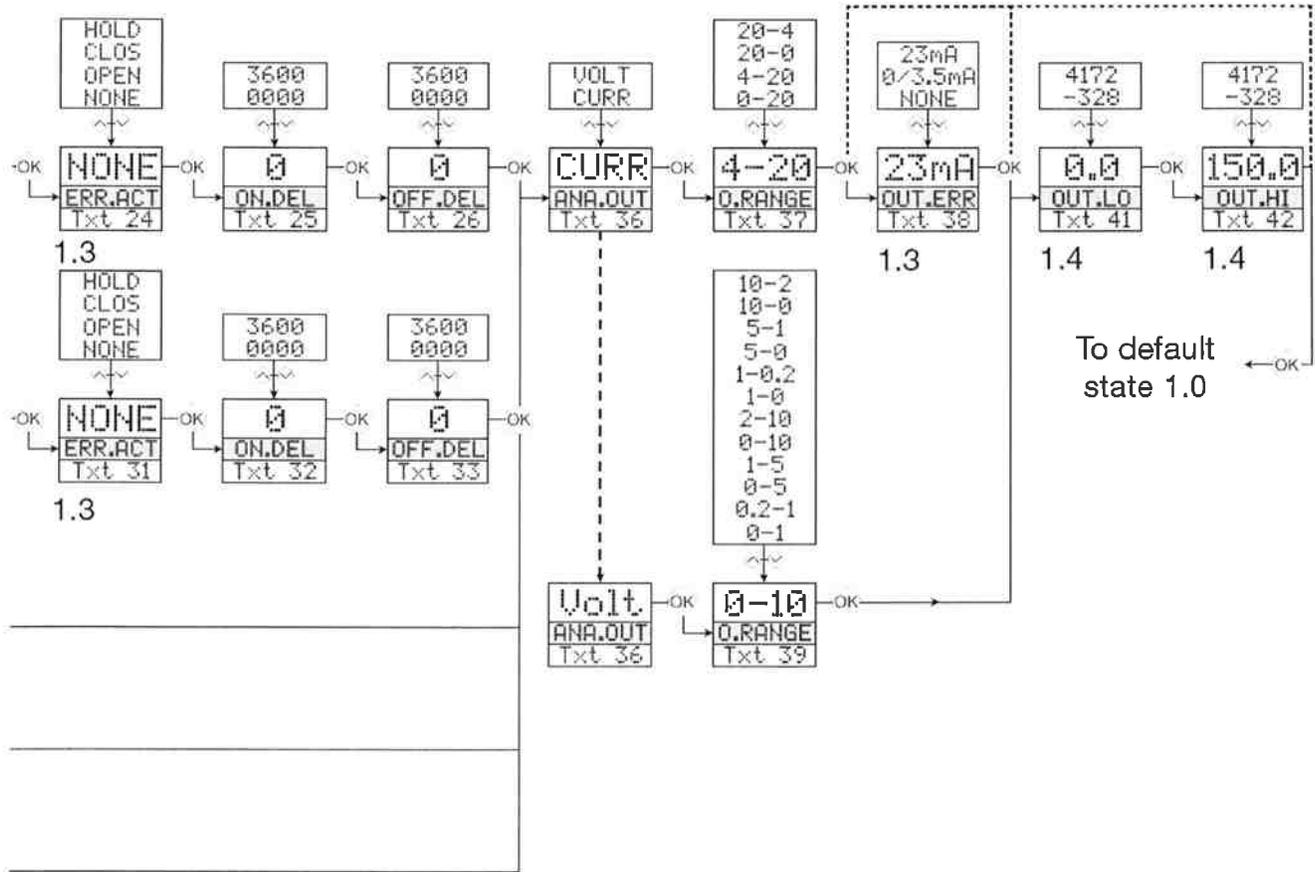 HOLD
CLOS
OPEN
NONE
OK
NONE
ERR.ACT
Txt 24
1.3
3600
0000
OK
0
ON.DEL
Txt 25
3600
0000
OK
0
OFF.DEL
Txt 26
OK
VOLT
CURR
CURR
ANA.OUT
Txt 36
OK
20-4
20-0
4-20
0-20
4-20
O.RANGE
Txt 37
OK
23mA
0/3.5mA
NONE
23mA
OUT.ERR
Txt 38
1.3
OK
4172
-328
0.0
OUT.LO
Txt 41
1.4
OK
4172
-328
150.0
OUT.HI
Txt 42
1.4
To default
state 1.0
OK
HOLD
CLOS
OPEN
NONE
OK
NONE
ERR.ACT
Txt 31
1.3
OK
3600
0000
0
ON.DEL
Txt 32
OK
3600
0000
0
OFF.DEL
Txt 33
OK
Volt
ANA.OUT
Txt 36
OK
10-2
10-0
5-1
5-0
1-0.2
1-0
2-10
0-10
1-5
0-5
0.2-1
0-1
0-10
O.RANGE
Txt 39
OK